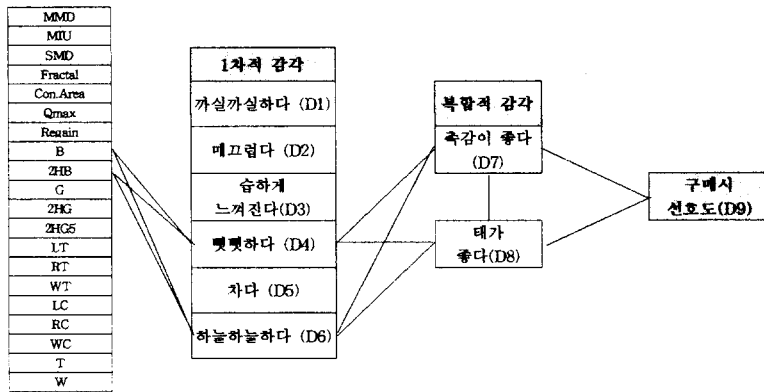 MMD
MIU
SMD
Fractal
Con.Area
Qmax
Regain
B
2HB
G
2HG
2HG5
LT
RT
WT
LC
RC
WC
T
W
1차적 감각
까실까실하다 (D1)
매끄럽다 (D2)
습하게
느껴진다(D3)
뻣뻣하다 (D4)
차다 (D5)
하늘하늘하다 (D6)
복합적 감각
촉감이 좋다
(D7)
태가
좋다(D8)
구매시
선호도(D9)